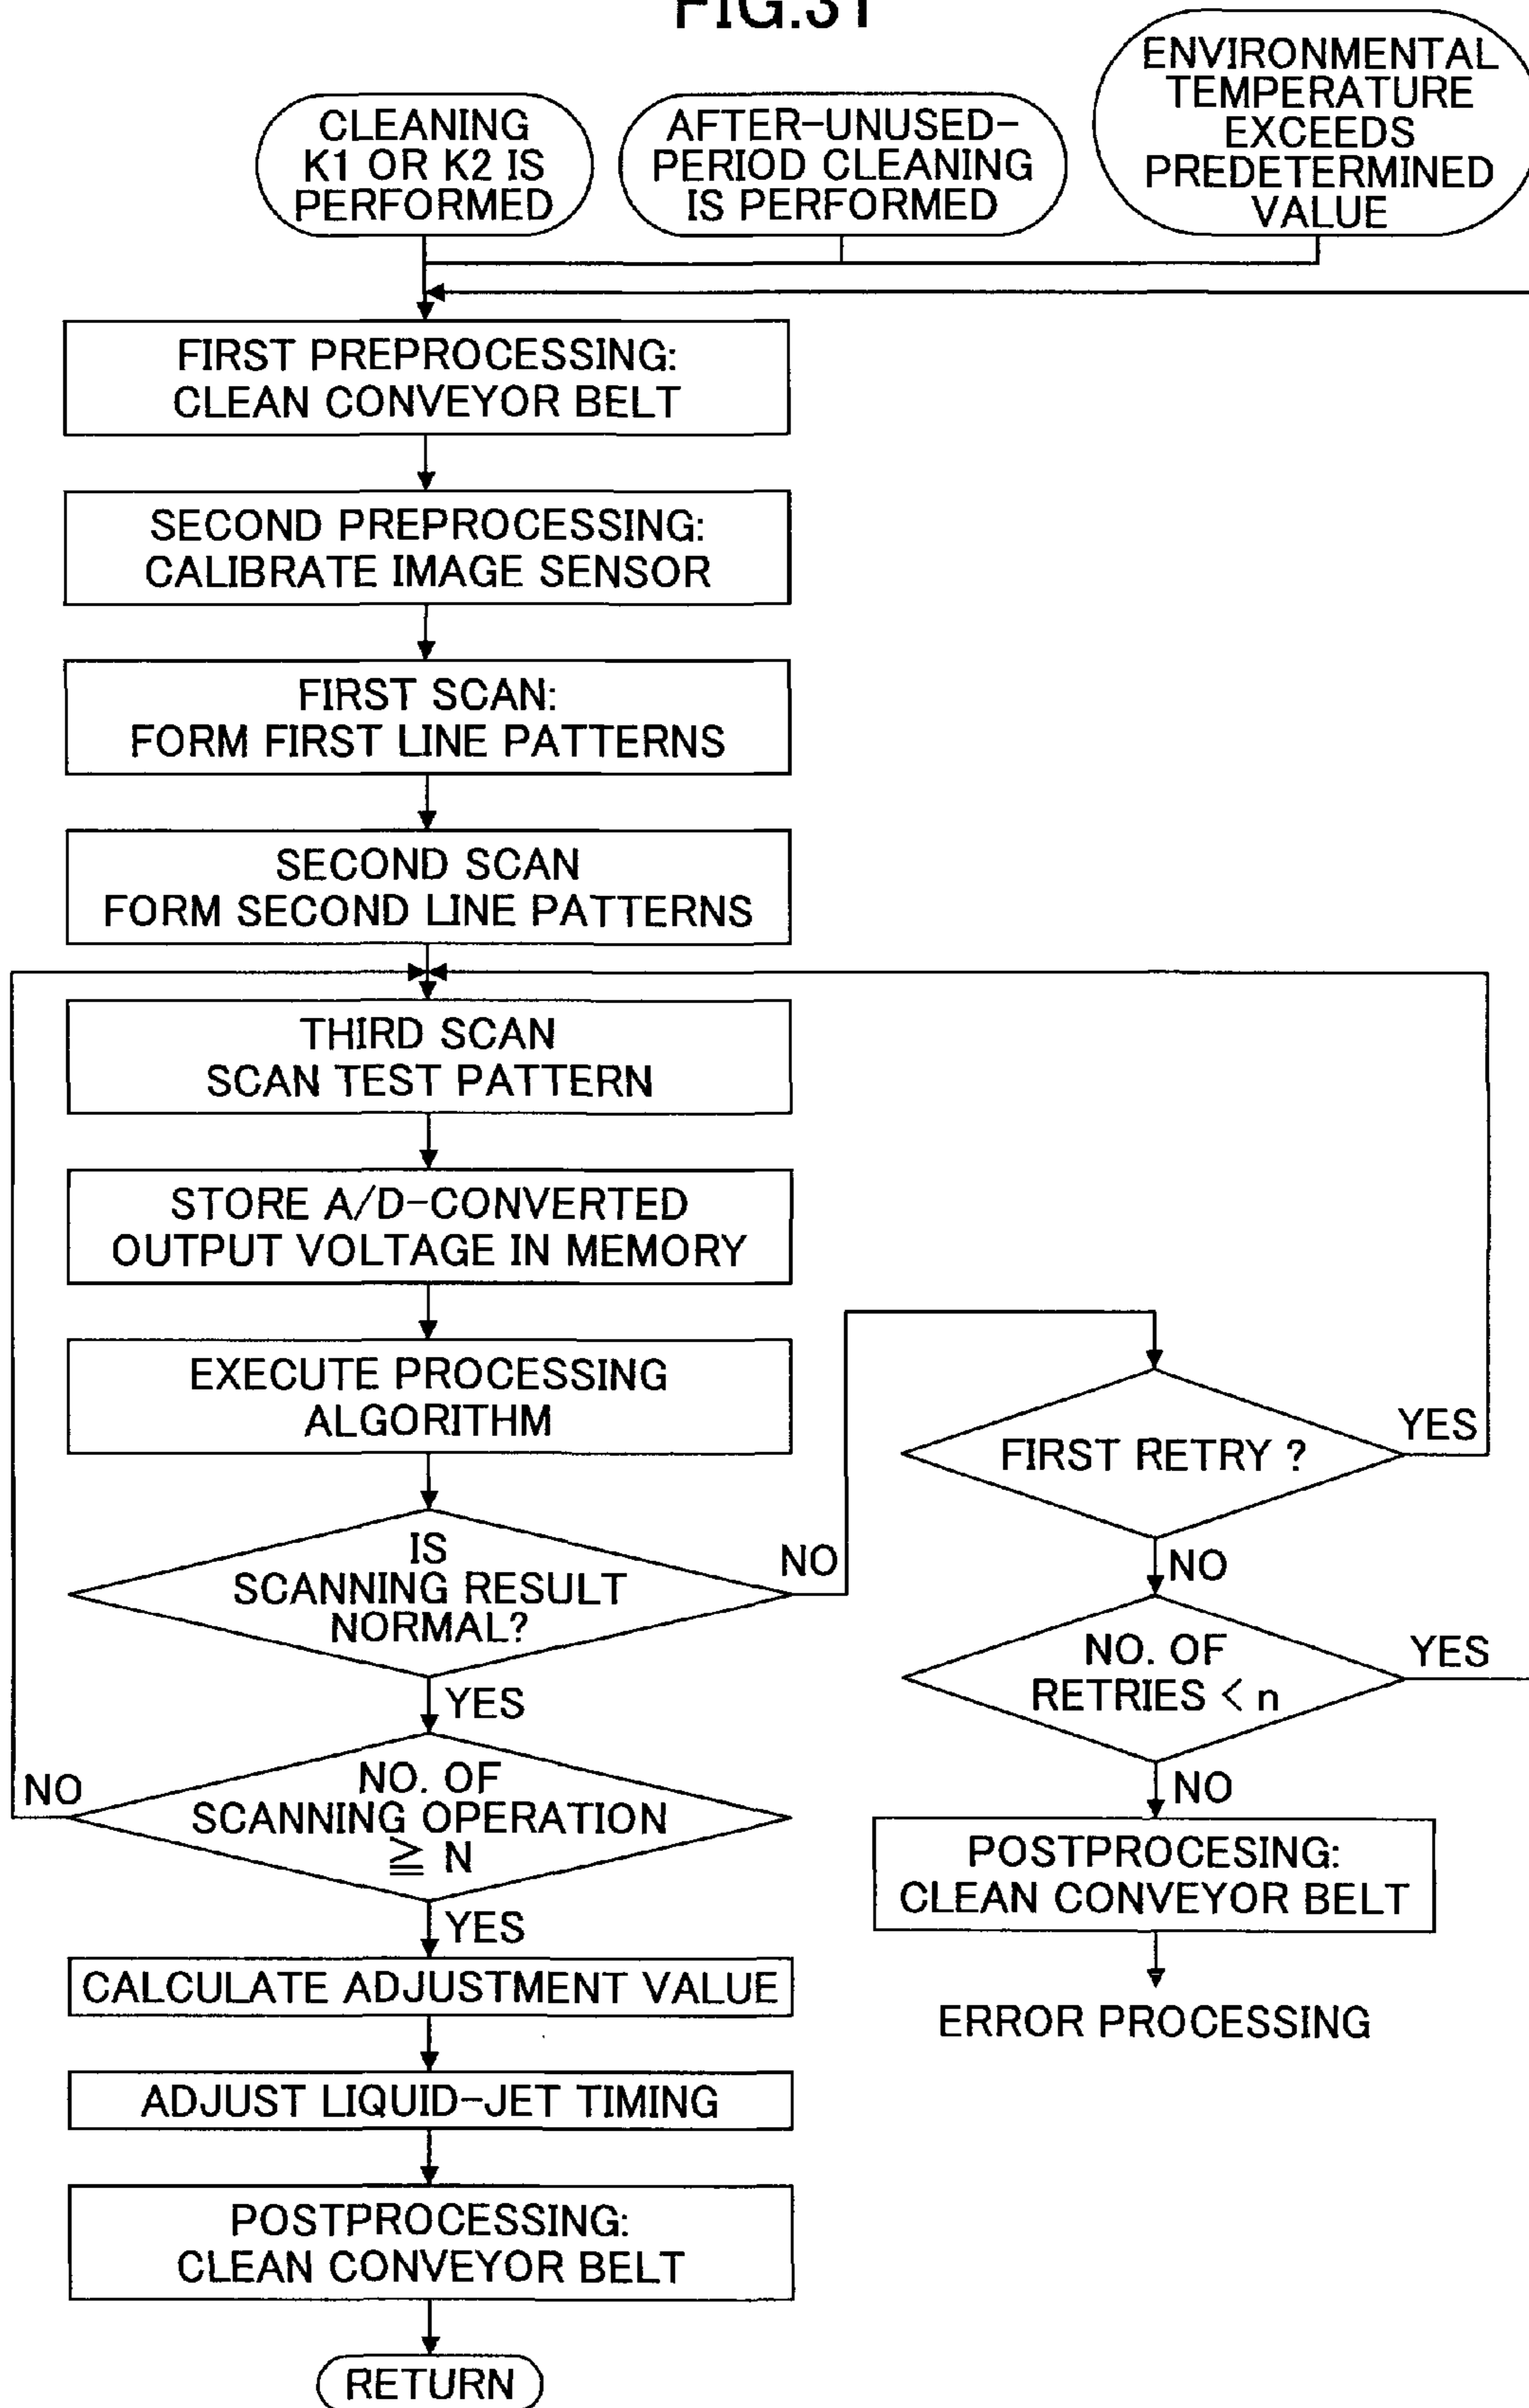 FIG.31
CLEANING
K1 OR K2 IS
PERFORMED
AFTER-UNUSED-
PERIOD CLEANING
IS PERFORMED
ENVIRONMENTAL
TEMPERATURE
EXCEEDS
PREDETERMINED
VALUE
FIRST PREPROCESSING:
CLEAN CONVEYOR BELT
SECOND PREPROCESSING:
CALIBRATE IMAGE SENSOR
FIRST SCAN:
FORM FIRST LINE PATTERNS
SECOND SCAN
FORM SECOND LINE PATTERNS
THIRD SCAN
SCAN TEST PATTERN
STORE A/D-CONVERTED
OUTPUT VOLTAGE IN MEMORY
EXECUTE PROCESSING
ALGORITHM
IS
SCANNING RESULT
NORMAL?
NO
YES
NO. OF
SCANNING OPERATION
≧ N
NO
YES
CALCULATE ADJUSTMENT VALUE
ADJUST LIQUID-JET TIMING
POSTPROCESSING:
CLEAN CONVEYOR BELT
RETURN
FIRST RETRY ?
YES
NO
NO. OF
RETRIES < n
YES
NO
POSTPROCESING:
CLEAN CONVEYOR BELT
ERROR PROCESSING